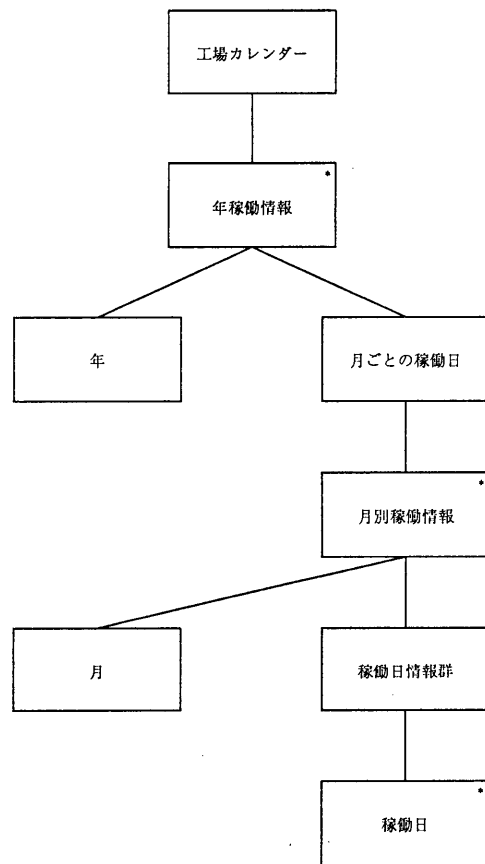 工場カレンダー
*
年稼働情報
年
月ごとの稼働日
*
月別稼働情報
月
稼働日情報群
*
稼働日